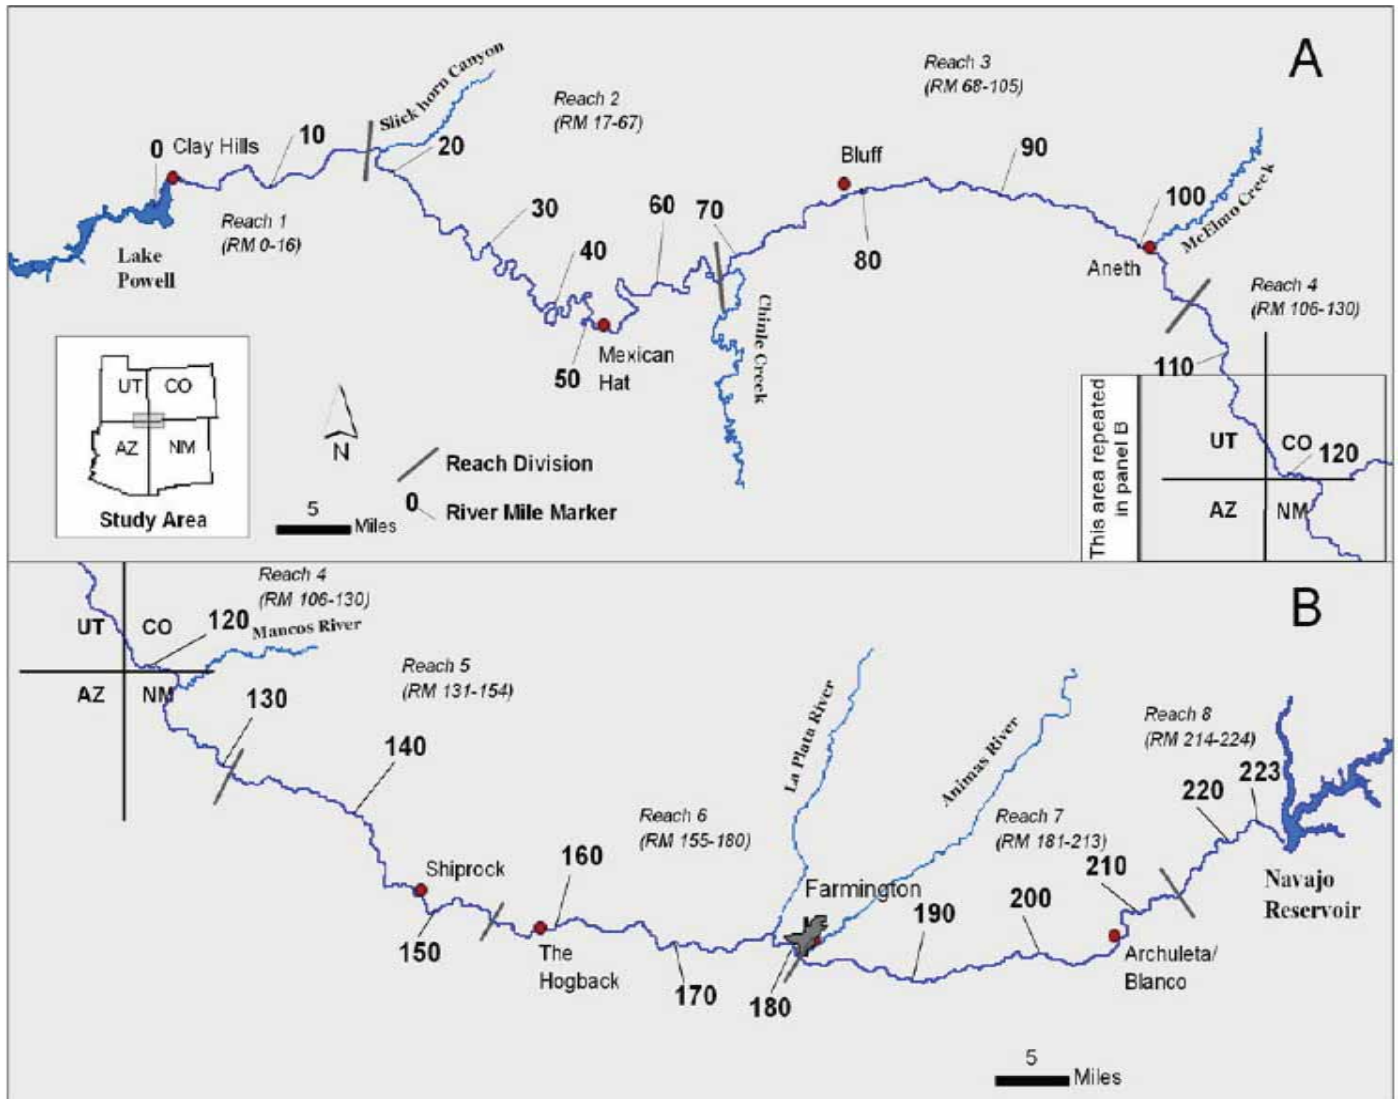 A
Reach 3
(RM 68-105)
Slickhorn Canyon
Reach 2
(RM 17-67)
10
0
Clay Hills
20
Bluff
90
100
McElmo Creek
Reach 1
(RM 0-16)
30
60
70
Lake
Powell
40
80
Aneth
Reach 4
(RM 106-130)
Chinle Creek
Mexican
Hat
50
110
UT
CO
AZ
NM
Study Area
N
Reach Division
0
River Mile Marker
5
Miles
This area repeated
in panel B
UT
CO
120
AZ
NM
B
Reach 4
(RM 106-130)
UT
CO
120
Mancos River
AZ
NM
130
Reach 5
(RM 131-154)
140
La Plata River
Animas River
Reach 8
(RM 214-224)
223
220
Reach 6
(RM 155-180)
Reach 7
(RM 181-213)
Shiprock
160
210
Farmington
190
200
Navajo
Reservoir
150
The
Hogback
170
180
Archuleta/
Blanco
5
Miles